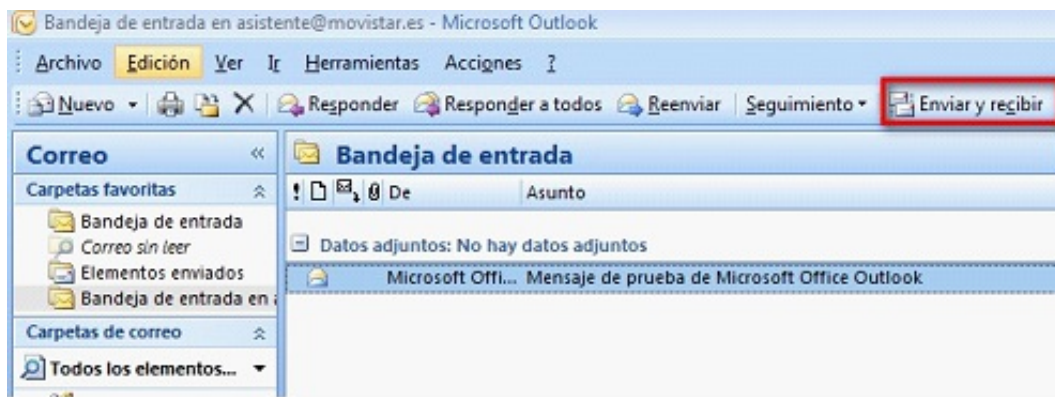 Bandeja de entrada en asistente@movistar.es - Microsoft Outlook
Archivo Edición Ver Ir Herramientas Acciones ?
Nuevo Responder Responder a todos Reenviar Seguimiento Enviar y recibir
Correo «
Bandeja de entrada
Carpetas favoritas
! De Asunto
Bandeja de entrada
Correo sin leer
Elementos enviados
Bandeja de entrada en a
Datos adjuntos: No hay datos adjuntos
Microsoft Offi... Mensaje de prueba de Microsoft Office Outlook
Carpetas de correo
Todos los elementos...